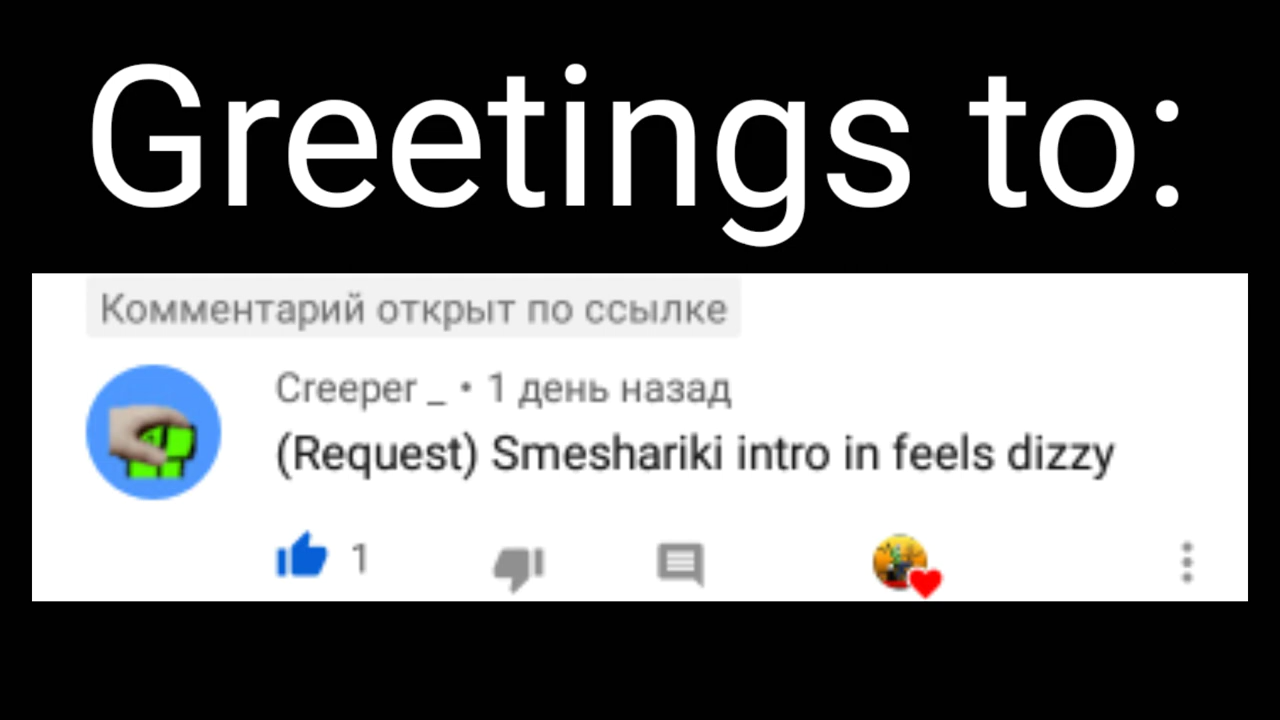 Greetings to:
Комментарий открыт по ссылке
Creeper _ • 1 день назад
(Request) Smeshariki intro in feels dizzy
1